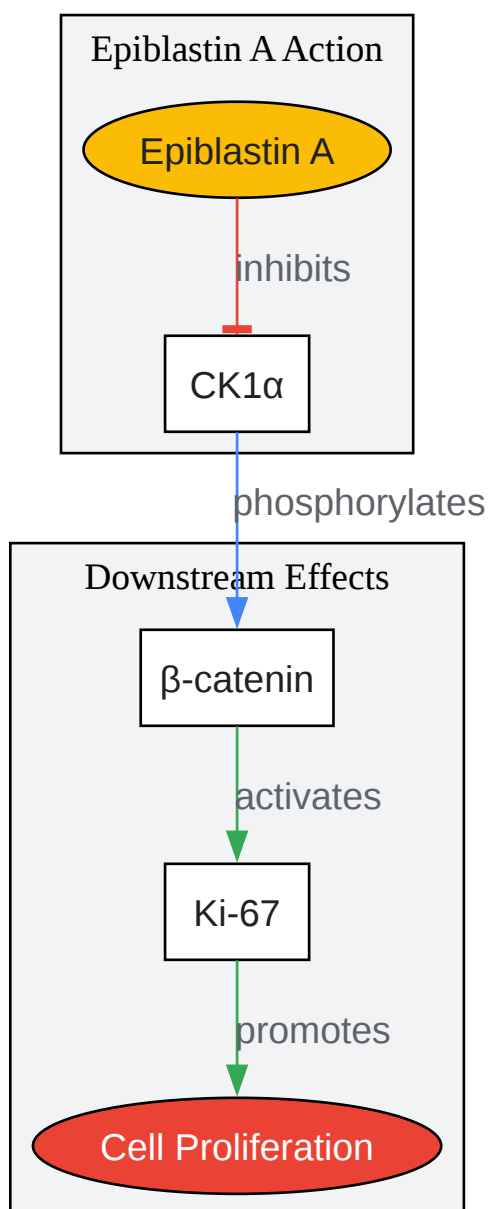 Epiblastin A Action
Epiblastin A
inhibits
CK1α
phosphorylates
Downstream Effects
β-catenin
activates
Ki-67
promotes
Cell Proliferation